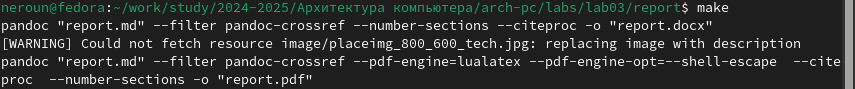 neroun@fedora:~/work/study/2024-2025/Архитектура компьютера/arch-pc/labs/lab03/report$ make
pandoc "report.md" --filter pandoc-crossref --number-sections --citeproc -o "report.docx"
[WARNING] Could not fetch resource image/placeimg_800_600_tech.jpg: replacing image with description
pandoc "report.md" --filter pandoc-crossref --pdf-engine=lualatex --pdf-engine-opt=--shell-escape  --cite
proc  --number-sections -o "report.pdf"